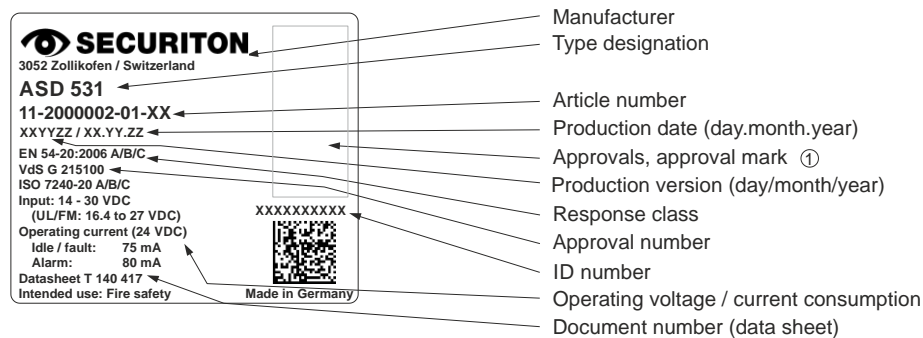 SECURITON
3052 Zollikofen / Switzerland
ASD 531
11-2000002-01-XX
XXYYZZ / XX.YY.ZZ
EN 54-20:2006 A/B/C
VdS G 215100
ISO 7240-20 A/B/C
Input: 14 - 30 VDC
(UL/FM: 16.4 to 27 VDC)
Operating current (24 VDC)
Idle / fault: 75 mA
Alarm: 80 mA
Datasheet T 140 417
Intended use: Fire safety
XXXXXXXXXX
Made in Germany
Manufacturer
Type designation
Article number
Production date (day.month.year)
Approvals, approval mark ①
Production version (day/month/year)
Response class
Approval number
ID number
Operating voltage / current consumption
Document number (data sheet)